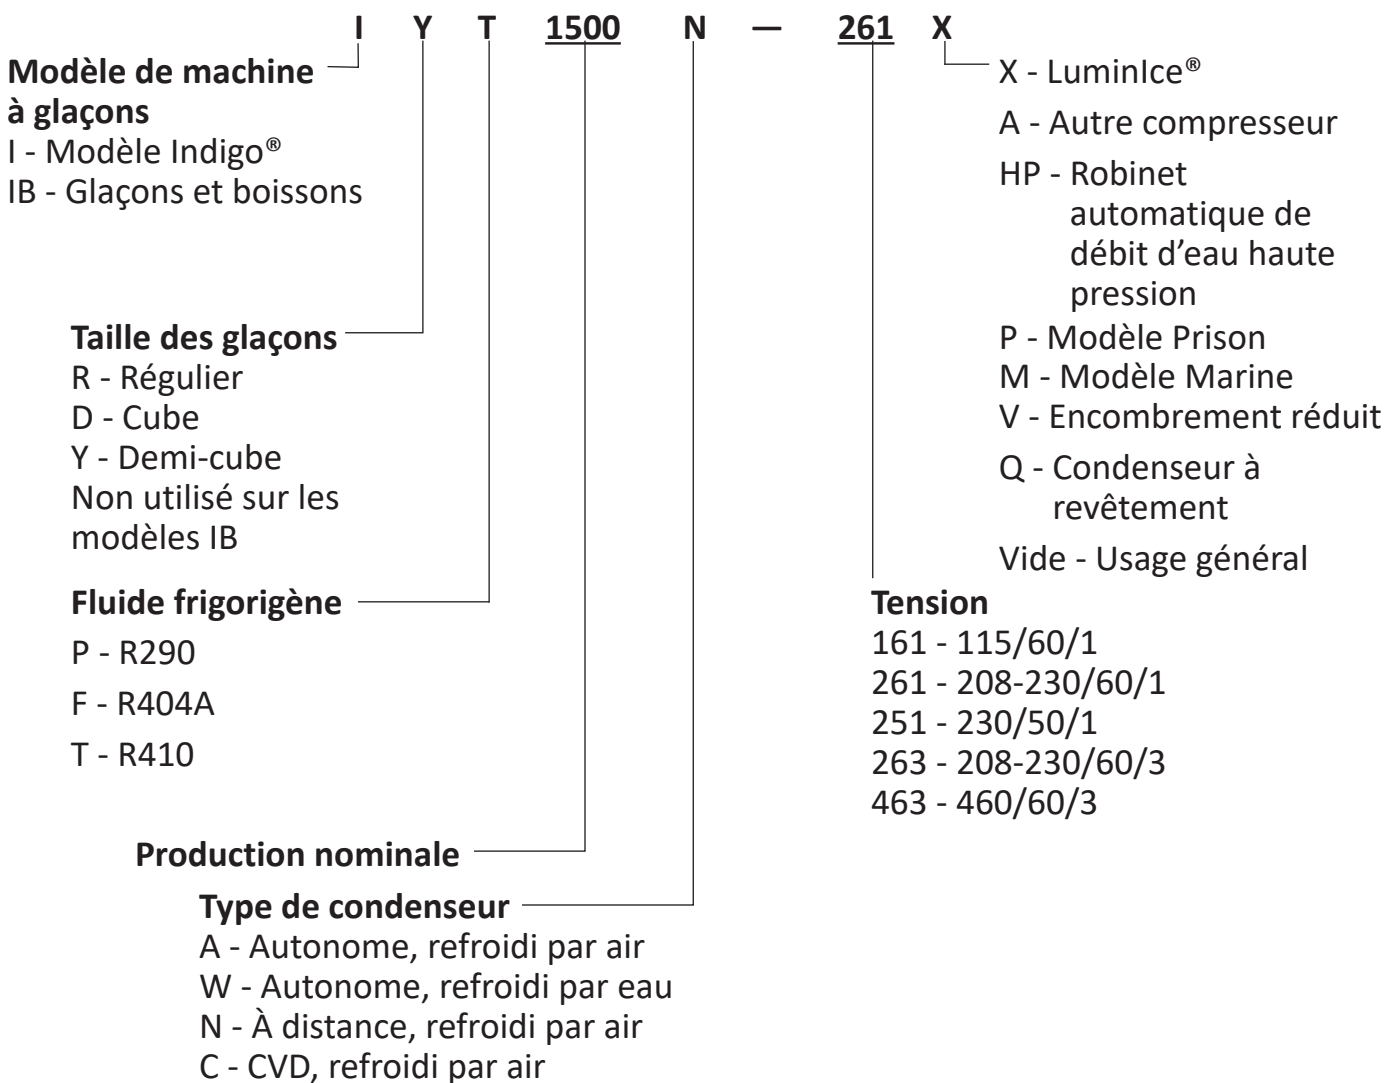 I Y T 1500 N — 261 X
Modèle de machine
à glaçons
I - Modèle Indigo®
IB - Glaçons et boissons
X - LuminIce®
A - Autre compresseur
HP - Robinet
automatique de
débit d’eau haute
pression
P - Modèle Prison
M - Modèle Marine
V - Encombrement réduit
Q - Condenseur à
revêtement
Vide - Usage général
Taille des glaçons
R - Régulier
D - Cube
Y - Demi-cube
Non utilisé sur les
modèles IB
Fluide frigorigène
P - R290
F - R404A
T - R410
Tension
161 - 115/60/1
261 - 208-230/60/1
251 - 230/50/1
263 - 208-230/60/3
463 - 460/60/3
Production nominale
Type de condenseur
A - Autonome, refroidi par air
W - Autonome, refroidi par eau
N - À distance, refroidi par air
C - CVD, refroidi par air